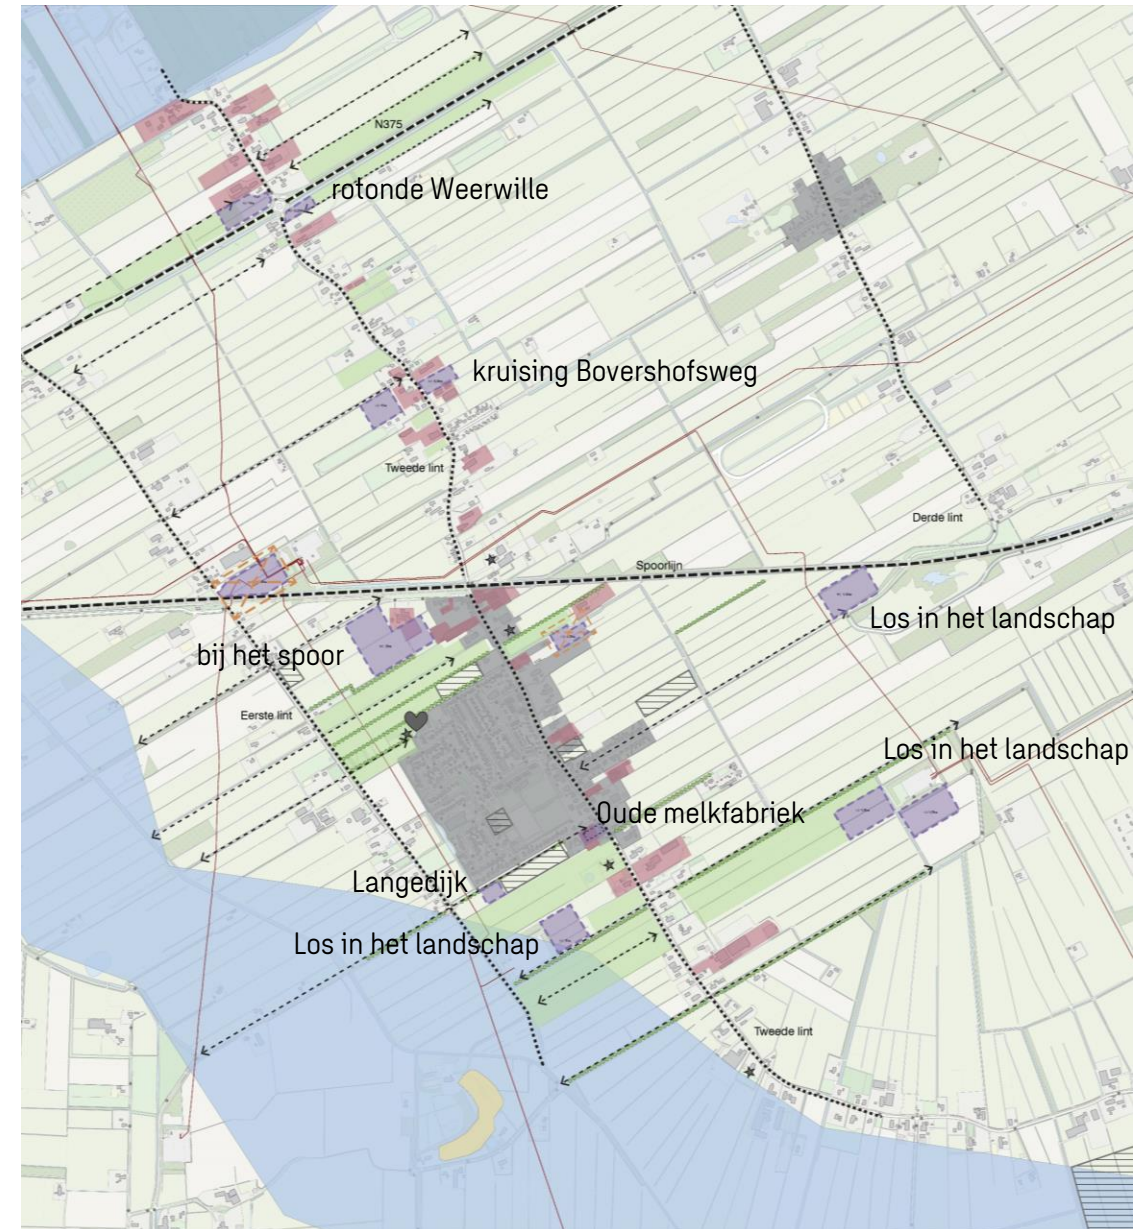 N375
rotonde Weerwille
kruising Bovershofsweg
Tweede lint
Derde lint
Spoorlijn
Los in het landschap
bij het spoor
Eerste lint
Los in het landschap
Oude melkfabriek
Langedijk
Los in het landschap
Tweede lint